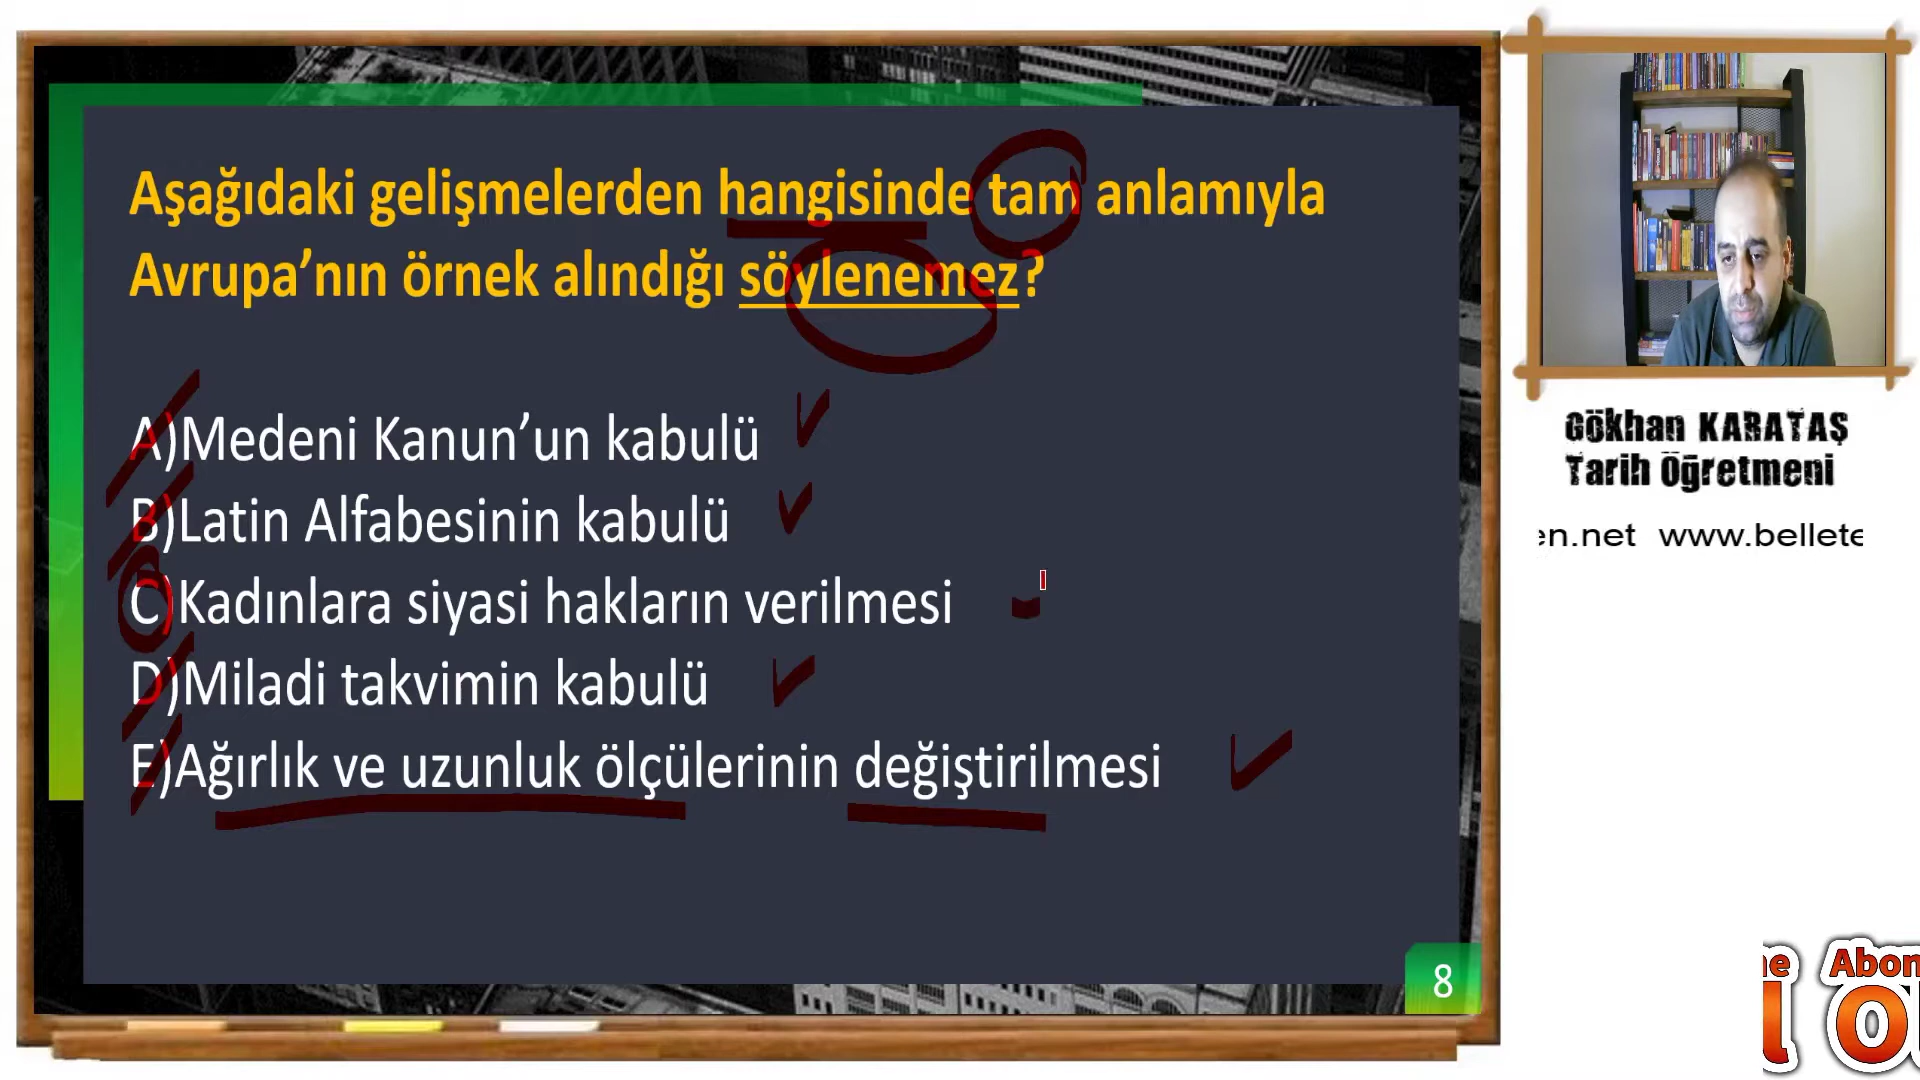 Aşağıdaki gelişmelerden hangisinde tam anlamıyla
Avrupa’nın örnek alındığı söylenemez?
A)Medeni Kanun’un kabulü
B)Latin Alfabesinin kabulü
C)Kadınlara siyasi hakların verilmesi
D)Miladi takvimin kabulü
E)Ağırlık ve uzunluk ölçülerinin değiştirilmesi
8
Gökhan KARATAŞ
Tarih Öğretmeni
en.net www.bellete
Abon